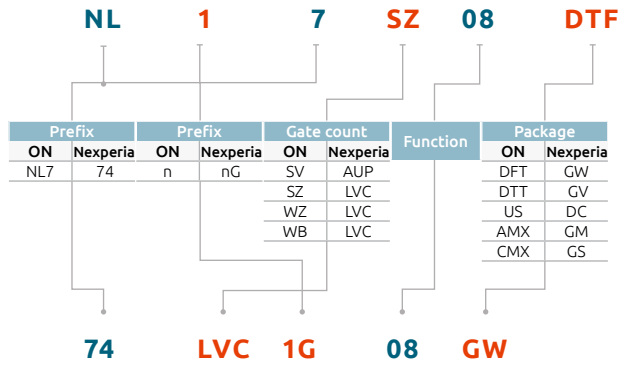 NL 1 7 SZ 08 DTF
Prefix Prefix Gate count Function Package
ON Nexperia ON Nexperia ON Nexperia ON Nexperia
NL7 74 n nG SV AUP DFT GW
SZ LVC DTT GV
WZ LVC US DC
WB LVC AMX GM
CMX GS
74 LVC 1G 08 GW